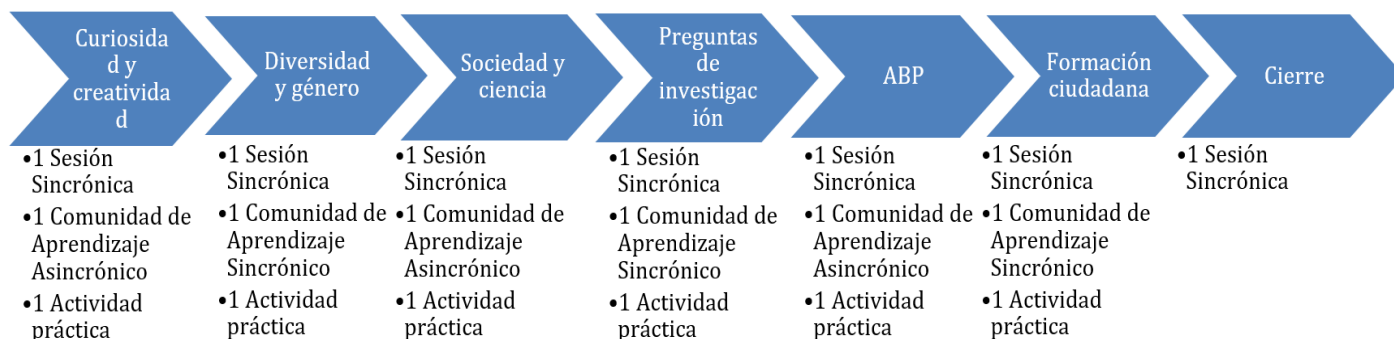 Curiosida
d y
creativida
d
•1 Sesión
Sincrónica
•1 Comunidad de
Aprendizaje
Asincrónico
•1 Actividad
práctica
Diversidad
y género
•1 Sesión
Sincrónica
•1 Comunidad de
Aprendizaje
Sincrónico
•1 Actividad
práctica
Sociedad y
ciencia
•1 Sesión
Sincrónica
•1 Comunidad de
Aprendizaje
Asincrónico
•1 Actividad
práctica
Preguntas
de
investigac
ión
•1 Sesión
Sincrónica
•1 Comunidad de
Aprendizaje
Sincrónico
•1 Actividad
práctica
ABP
•1 Sesión
Sincrónica
•1 Comunidad de
Aprendizaje
Asincrónico
•1 Actividad
práctica
Formación
ciudadana
•1 Sesión
Sincrónica
•1 Comunidad de
Aprendizaje
Sincrónico
•1 Actividad
práctica
Cierre
•1 Sesión
Sincrónica